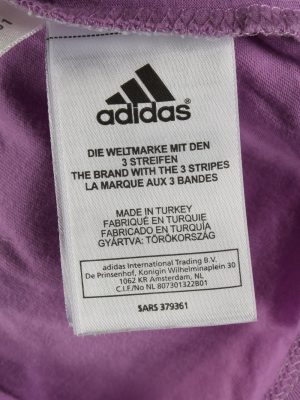 adidas®
DIE WELTMARKE MIT DEN
3 STREIFEN
THE BRAND WITH THE 3 STRIPES
LA MARQUE AUX 3 BANDES
MADE IN TURKEY
FABRIQUÉ EN TURQUIE
FABRICADO EN TURQUÍA
GYÁRTVA: TÖRÖKORSZÁG
adidas International Trading BV.
De Prinsenhof, Konigin Wilhelminaplein 30
1062 KR Amsterdam, NL
C.I.F/No NL 807301322B01
SARS 379361